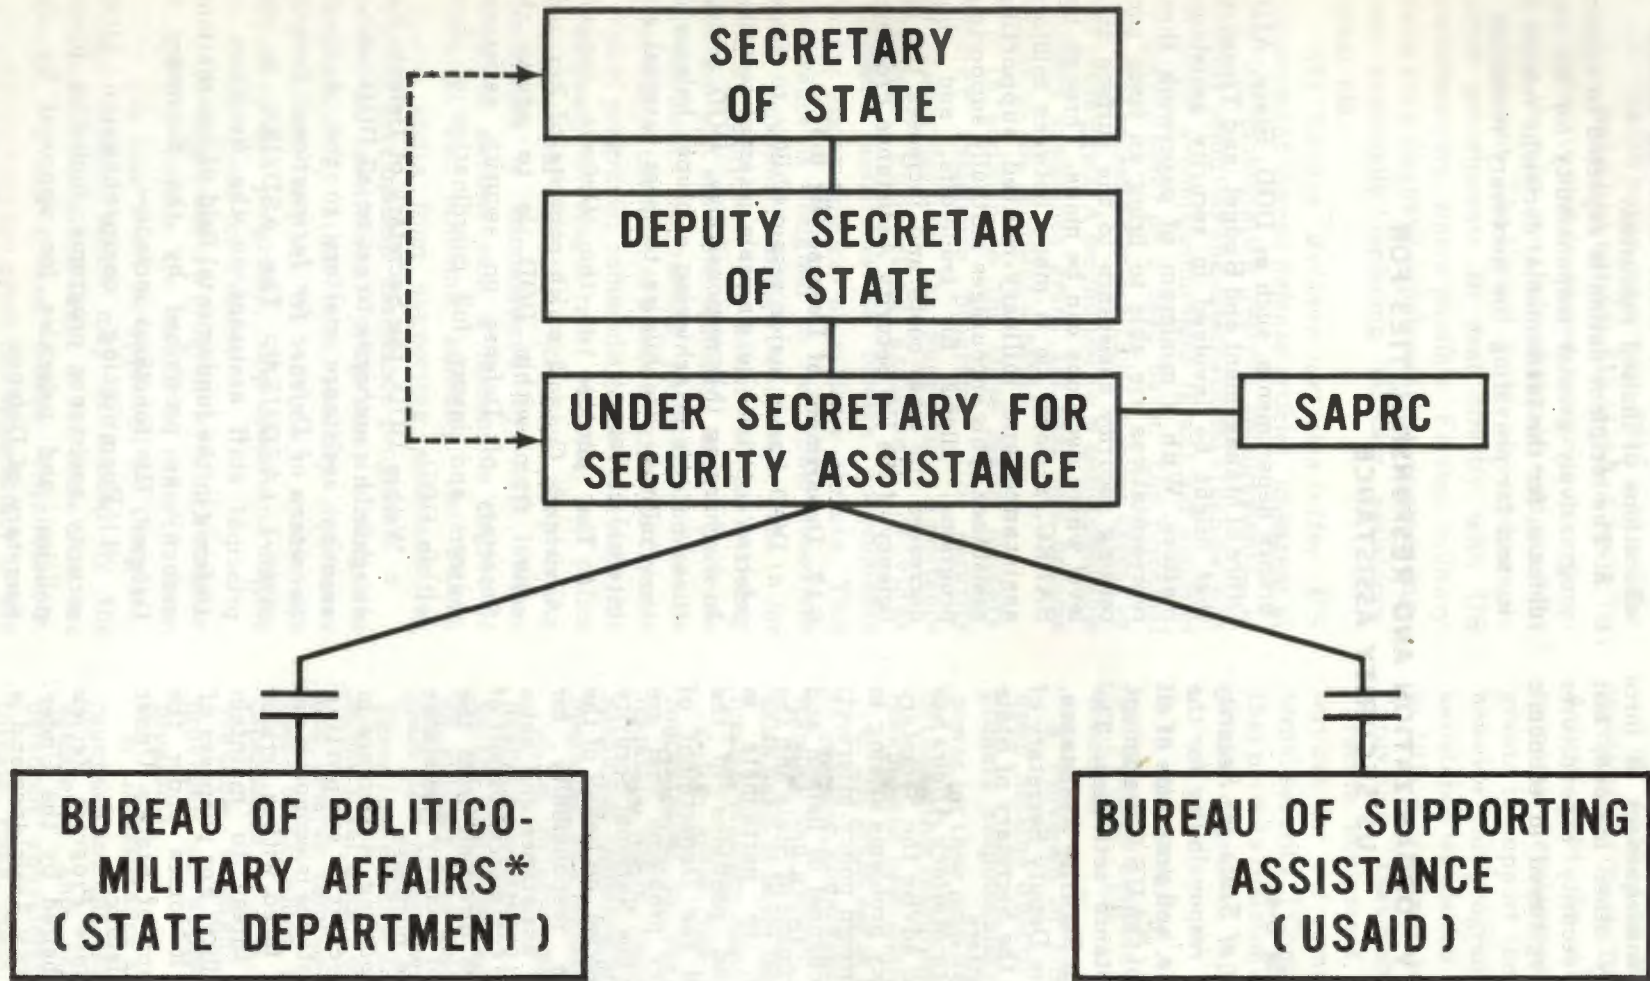 SECRETARY
OF STATE
DEPUTY SECRETARY
OF STATE
UNDER SECRETARY FOR
SECURITY ASSISTANCE
SAPRC
BUREAU OF POLITICO-
MILITARY AFFAIRS*
(STATE DEPARTMENT)
BUREAU OF SUPPORTING
ASSISTANCE
(USAID)